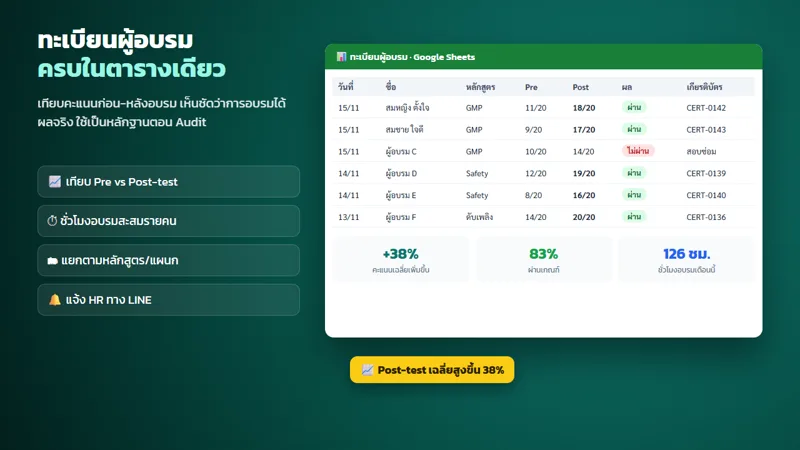 ทะเบียนผู้อบรม
ครบในตารางเดียว
เทียบคะแนนก่อน-หลังอบรม เห็นชัดว่าการอบรมได้
ผลจริง ใช้เป็นหลักฐานตอน Audit
📈 เทียบ Pre vs Post-test
⏱ ชั่วโมงอบรมสะสมรายคน
🗂 แยกตามหลักสูตร/แผนก
🔔 แจ้ง HR ทาง LINE
📊 ทะเบียนผู้อบรม · Google Sheets
วันที่ ชื่อ หลักสูตร Pre Post ผล เกียรติบัตร
15/11 สมหญิง ตั้งใจ GMP 11/20 18/20 ผ่าน CERT-0142
15/11 สมชาย ใจดี GMP 9/20 17/20 ผ่าน CERT-0143
15/11 ผู้อบรม C GMP 10/20 14/20 ไม่ผ่าน สอบซ่อม
14/11 ผู้อบรม D Safety 12/20 19/20 ผ่าน CERT-0139
14/11 ผู้อบรม E Safety 8/20 16/20 ผ่าน CERT-0140
13/11 ผู้อบรม F ดับเพลิง 14/20 20/20 ผ่าน CERT-0136
+38% 83% 126 ชม.
คะแนนเฉลี่ยเพิ่มขึ้น ผ่านเกณฑ์ ชั่วโมงอบรมเดือนนี้
📈 Post-test เฉลี่ยสูงขึ้น 38%